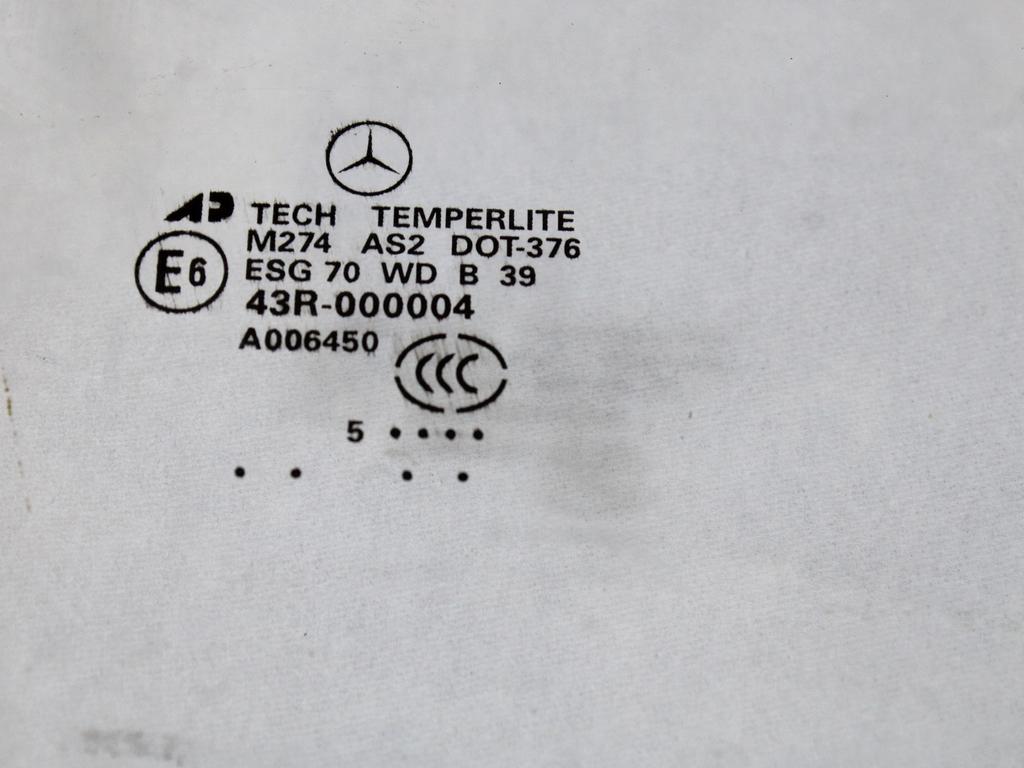 AP TECH TEMPERLITE
M274 AS2 DOT-376
E6 ESG 70 WD B 39
43R-000004
A006450
CCC
5 • • • •
• • • •